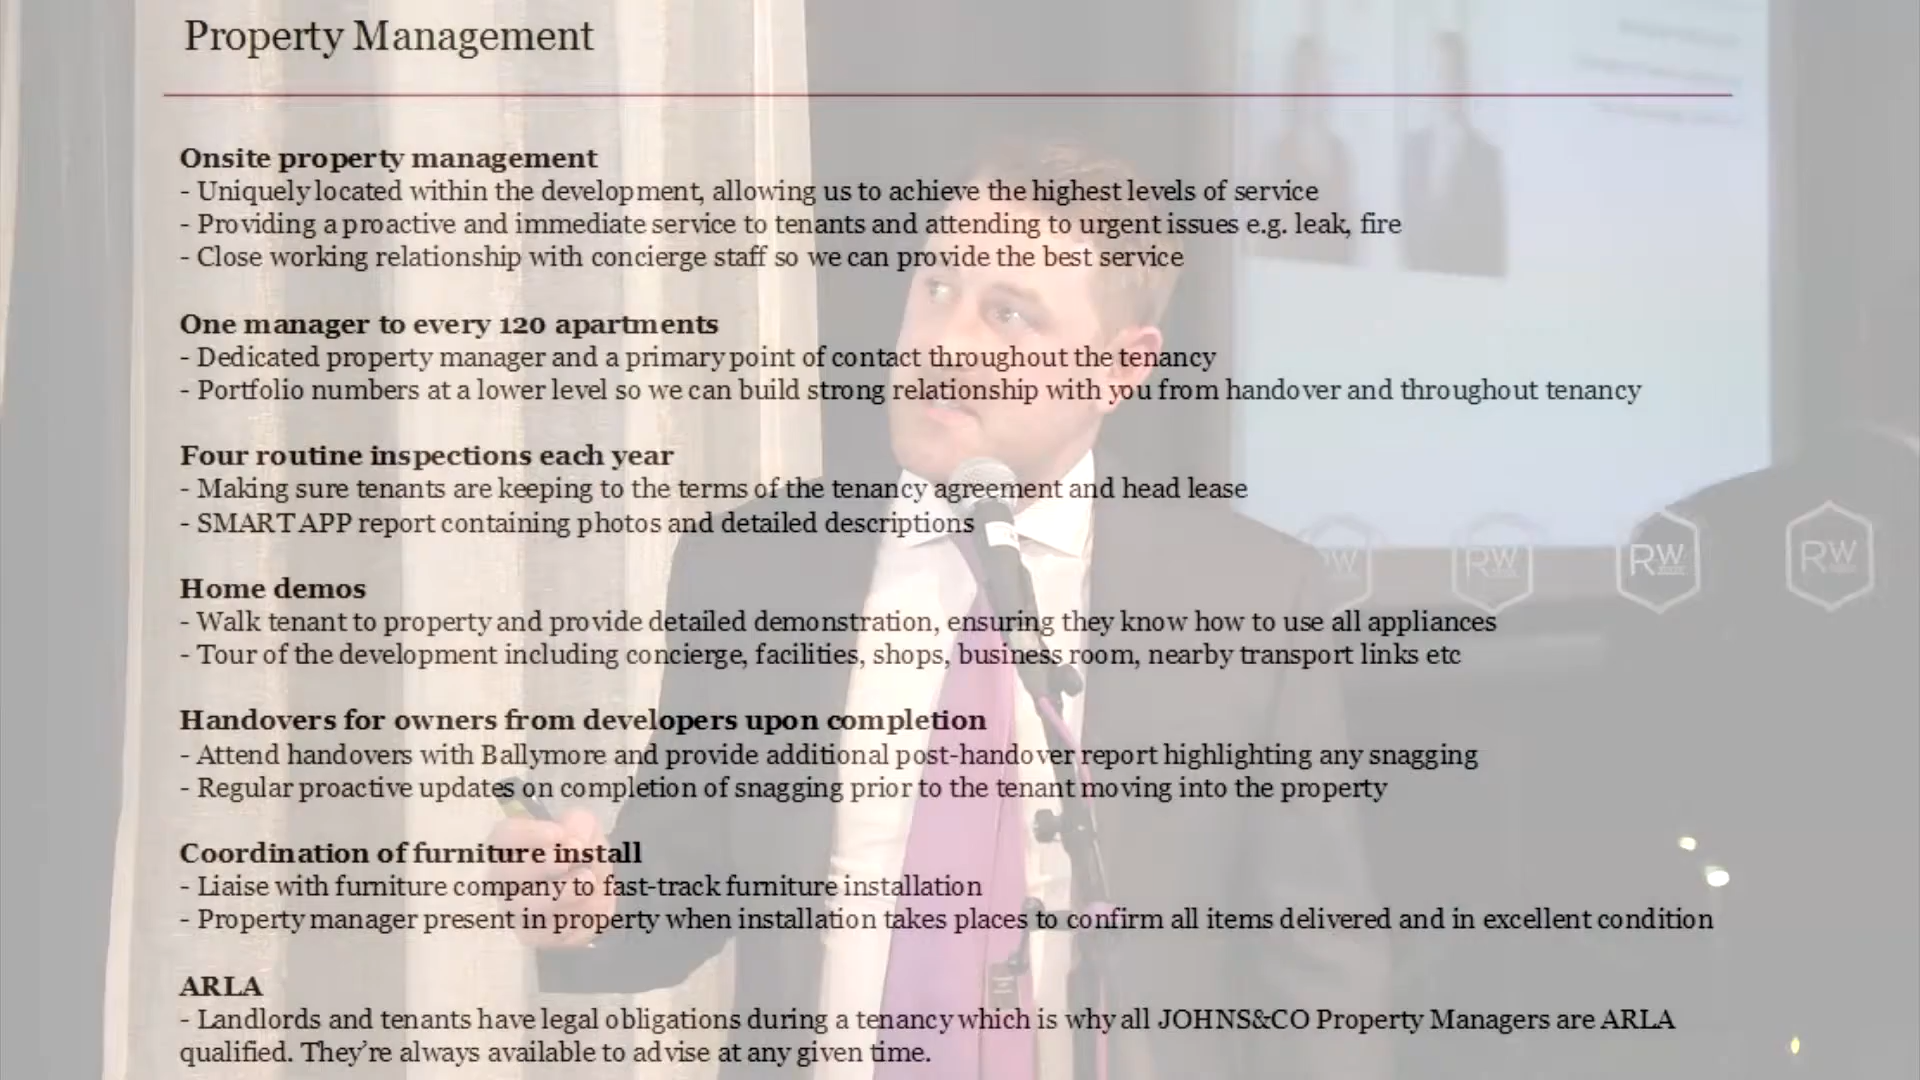 Property Management
Onsite property management
- Uniquely located within the development, allowing us to achieve the highest levels of service
- Providing a proactive and immediate service to tenants and attending to urgent issues e.g. leak, fire
- Close working relationship with concierge staff so we can provide the best service
One manager to every 120 apartments
- Dedicated property manager and a primary point of contact throughout the tenancy
- Portfolio numbers at a lower level so we can build strong relationship with you from handover and throughout tenancy
Four routine inspections each year
- Making sure tenants are keeping to the terms of the tenancy agreement and head lease
- SMART APP report containing photos and detailed descriptions
RW RW RW RW
Home demos
- Walk tenant to property and provide detailed demonstration, ensuring they know how to use all appliances
- Tour of the development including concierge, facilities, shops, business room, nearby transport links etc
Handovers for owners from developers upon completion
- Attend handovers with Ballymore and provide additional post-handover report highlighting any snagging
- Regular proactive updates on completion of snagging prior to the tenant moving into the property
Coordination of furniture install
- Liaise with furniture company to fast-track furniture installation
- Property manager present in property when installation takes places to confirm all items delivered and in excellent condition
ARLA
- Landlords and tenants have legal obligations during a tenancy which is why all JOHNS&CO Property Managers are ARLA
qualified. They're always available to advise at any given time.